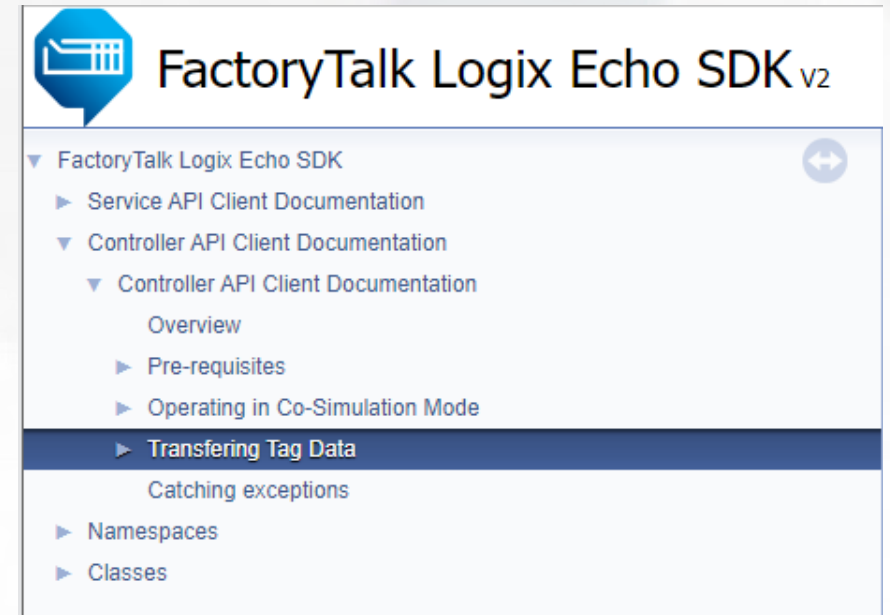 FactoryTalk Logix Echo SDK V2
FactoryTalk Logix Echo SDK
Service API Client Documentation
Controller API Client Documentation
Controller API Client Documentation
Overview
Pre-requisites
Operating in Co-Simulation Mode
Transfering Tag Data
Catching exceptions
Namespaces
Classes